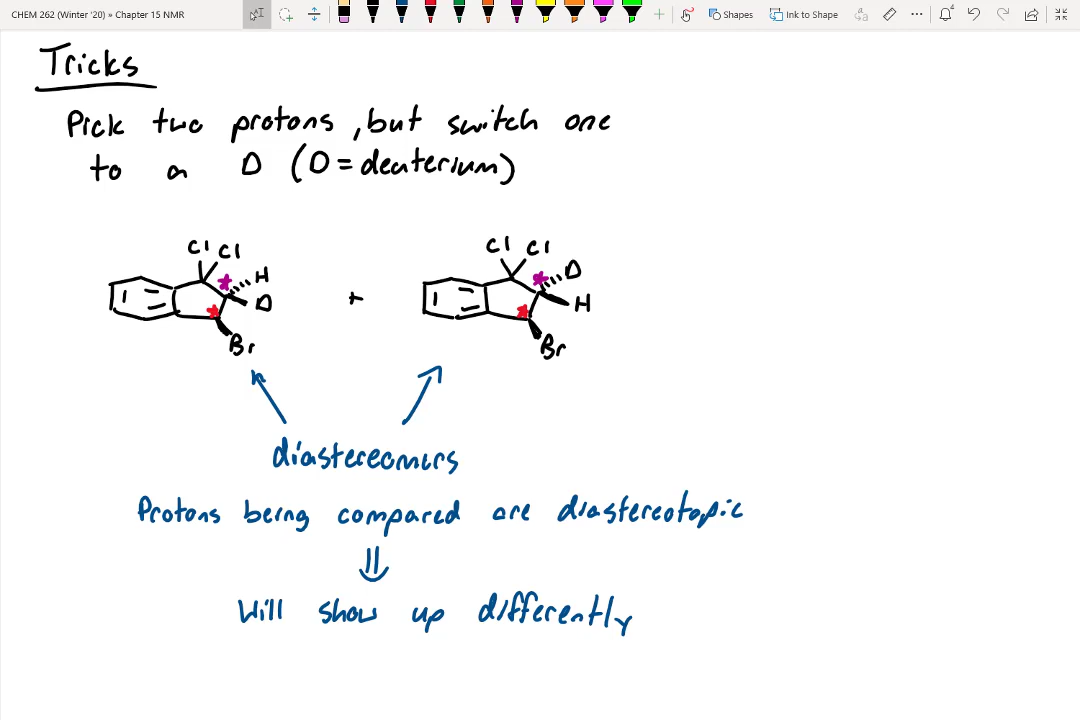 CHEM 262 (Winter '20) » Chapter 15 NMR
Shapes
Ink to Shape
Tricks
Pick two protons, but switch one
to a D (D = deuterium)
Cl Cl
H
D
Br
+
Cl Cl
D
H
Br
diastereomers
Protons being compared are diastereotopic
⇓
Will show up differently